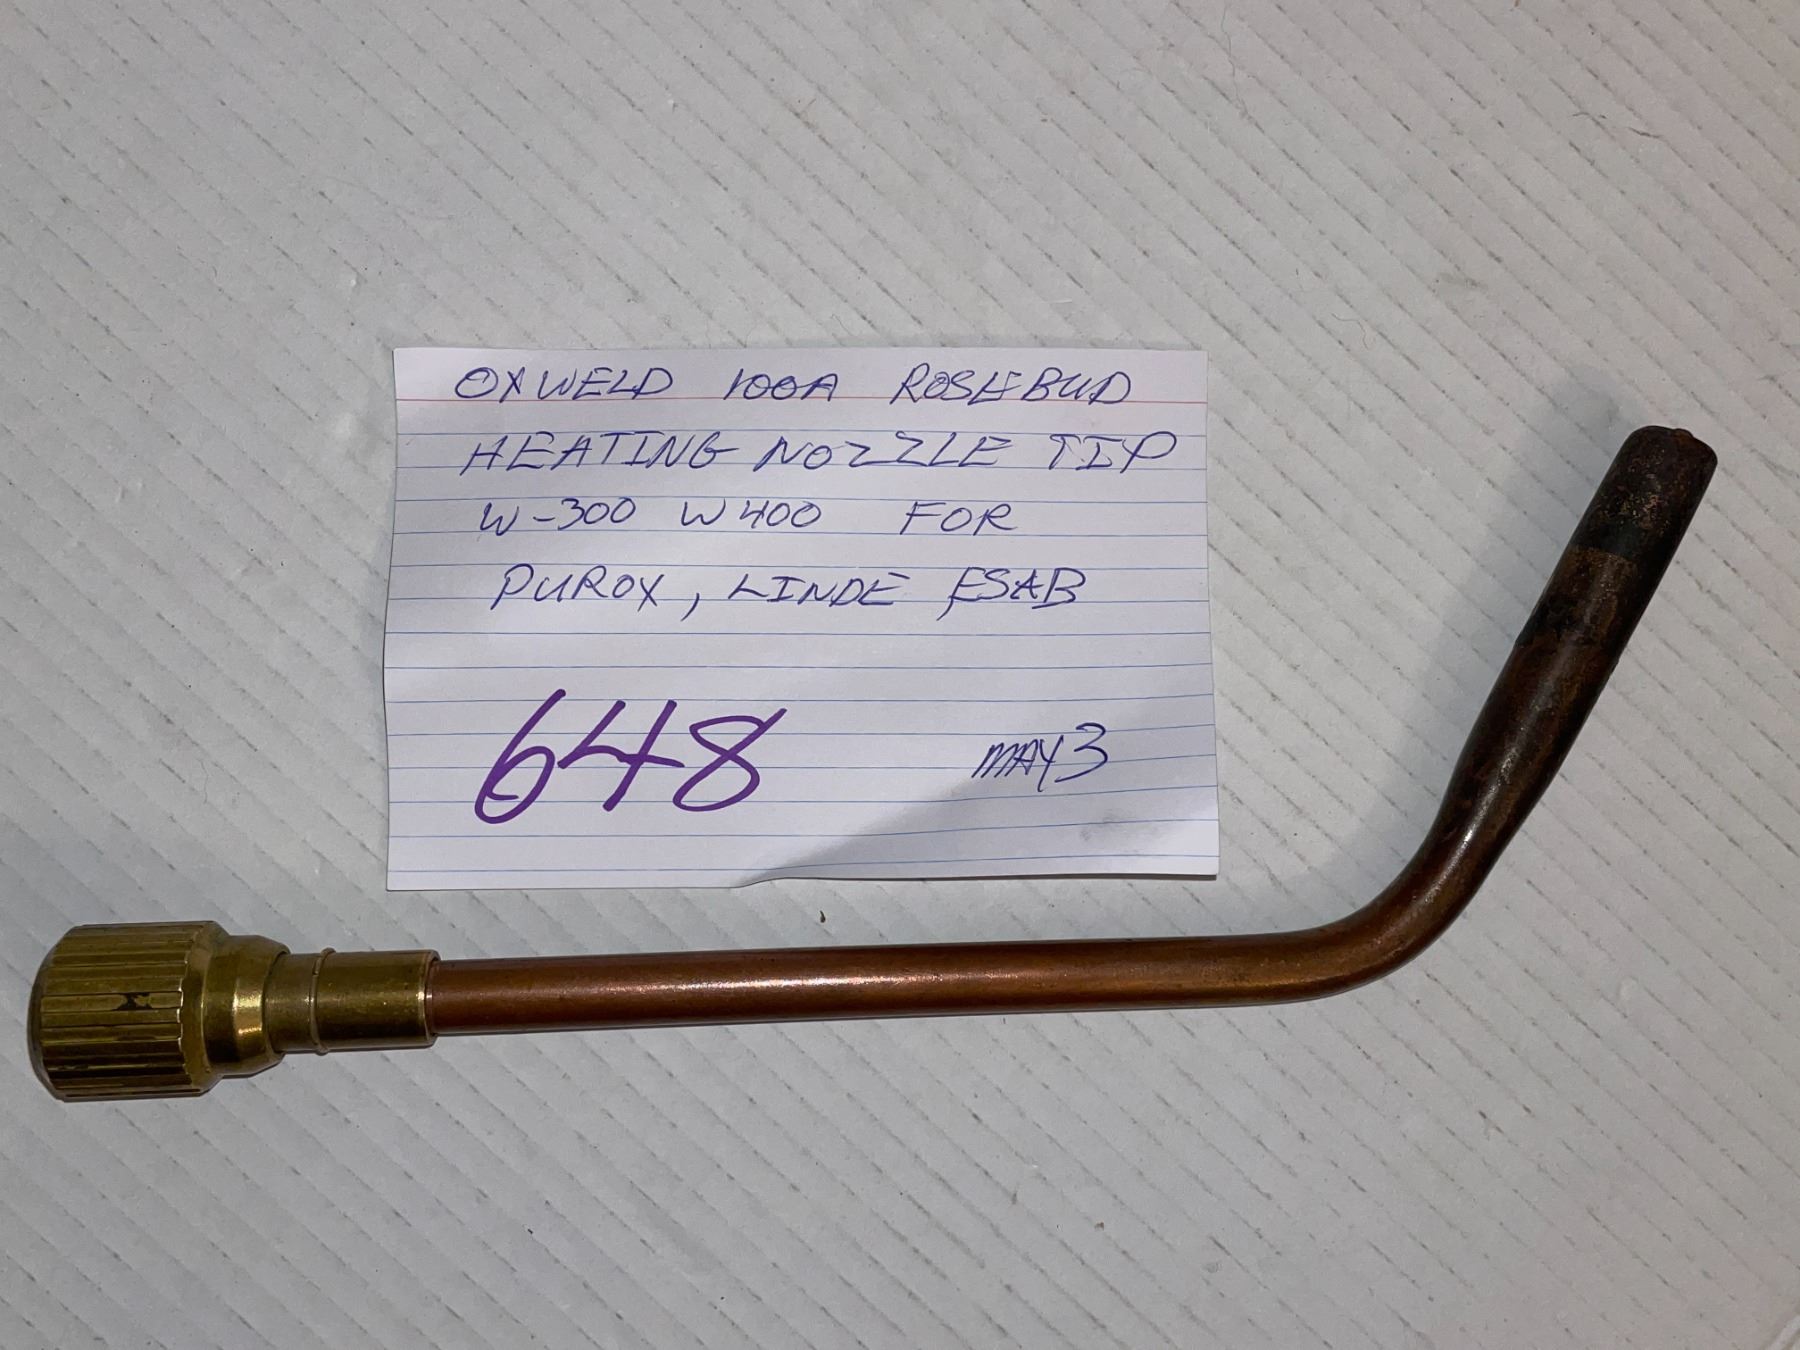 OXWELD 100A ROSEBUD
HEATING NOZZLE TIP
W-300 W400 FOR
PUROX, LINDE, ESAB
648 MAY 3